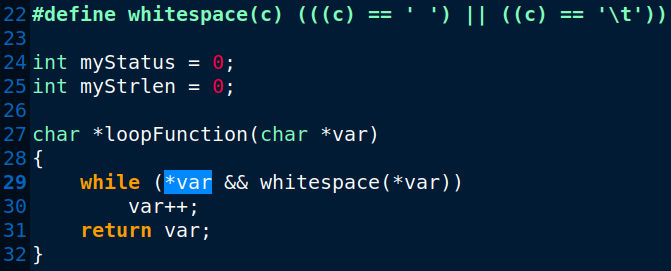 22 #define whitespace(c) (((c) == ' ') || ((c) == '\t'))
23
24 int myStatus = 0;
25 int myStrlen = 0;
26
27 char *loopFunction(char *var)
28 {
29     while (*var && whitespace(*var))
30         var++;
31     return var;
32 }